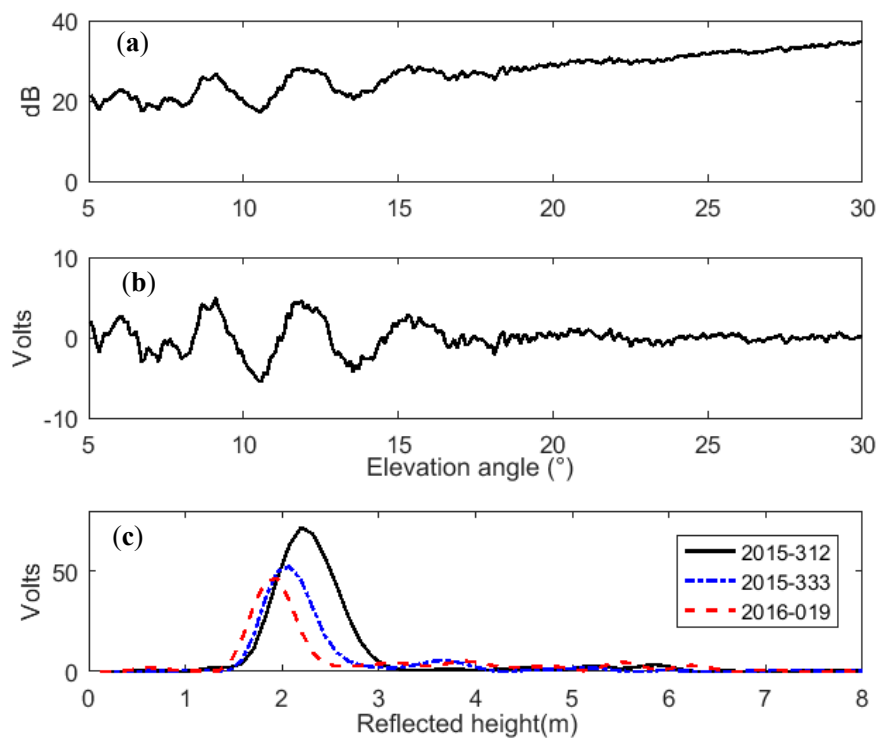 (a)
dB
40
20
0
5 10 15 20 25 30
(b)
Volts
10
0
-10
5 10 15 20 25 30
Elevation angle (°)
(c)
Volts
50
0
2015-312
2015-333
2016-019
0 1 2 3 4 5 6 7 8
Reflected height(m)